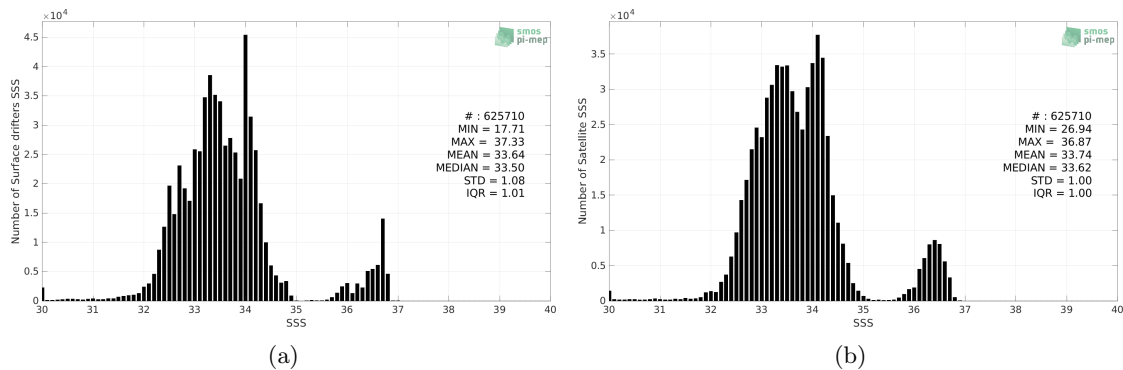 ×10⁴
4.5
4
3.5
3
2.5
2
1.5
1
0.5
0
Number of Surface drifters SSS
30 31 32 33 34 35 36 37 38 39 40
SSS
smos
pi-mep
# : 625710
MIN = 17.71
MAX = 37.33
MEAN = 33.64
MEDIAN = 33.50
STD = 1.08
IQR = 1.01
(a)
×10⁴
3.5
3
2.5
2
1.5
1
0.5
0
Number of Satellite SSS
30 31 32 33 34 35 36 37 38 39 40
SSS
smos
pi-mep
# : 625710
MIN = 26.94
MAX = 36.87
MEAN = 33.74
MEDIAN = 33.62
STD = 1.00
IQR = 1.00
(b)